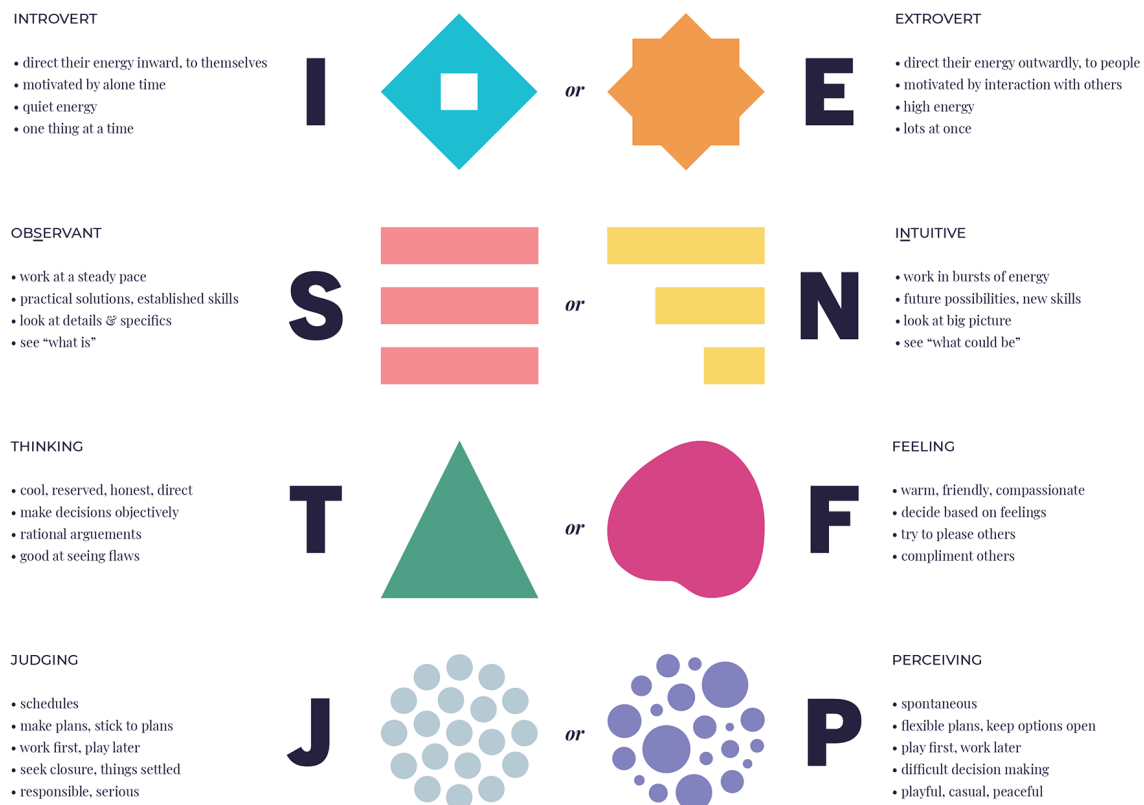 INTROVERT
• direct their energy inward, to themselves
• motivated by alone time
• quiet energy
• one thing at a time
I
or
E
EXTROVERT
• direct their energy outwardly, to people
• motivated by interaction with others
• high energy
• lots at once
OBSERVANT
• work at a steady pace
• practical solutions, established skills
• look at details & specifics
• see “what is”
S
or
N
INTUITIVE
• work in bursts of energy
• future possibilities, new skills
• look at big picture
• see “what could be”
THINKING
• cool, reserved, honest, direct
• make decisions objectively
• rational arguements
• good at seeing flaws
T
or
F
FEELING
• warm, friendly, compassionate
• decide based on feelings
• try to please others
• compliment others
JUDGING
• schedules
• make plans, stick to plans
• work first, play later
• seek closure, things settled
• responsible, serious
J
or
P
PERCEIVING
• spontaneous
• flexible plans, keep options open
• play first, work later
• difficult decision making
• playful, casual, peaceful